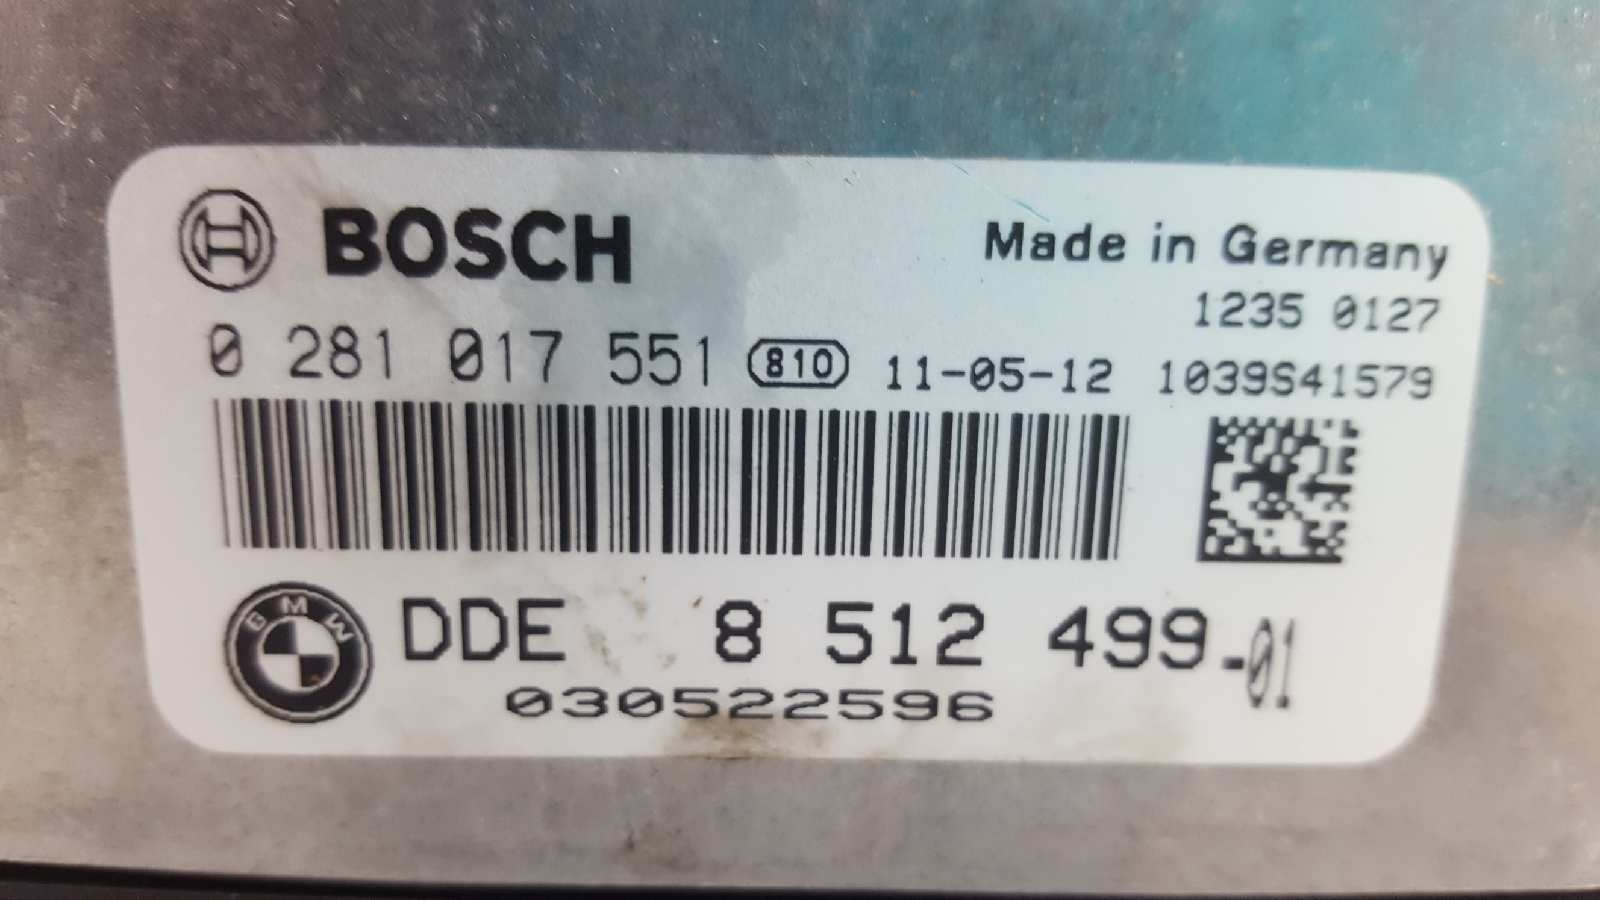 BOSCH
Made in Germany
1235 0127
0 281 017 551 810 11-05-12 1039S41579
BMW
DDE 8 512 499-01
030522596